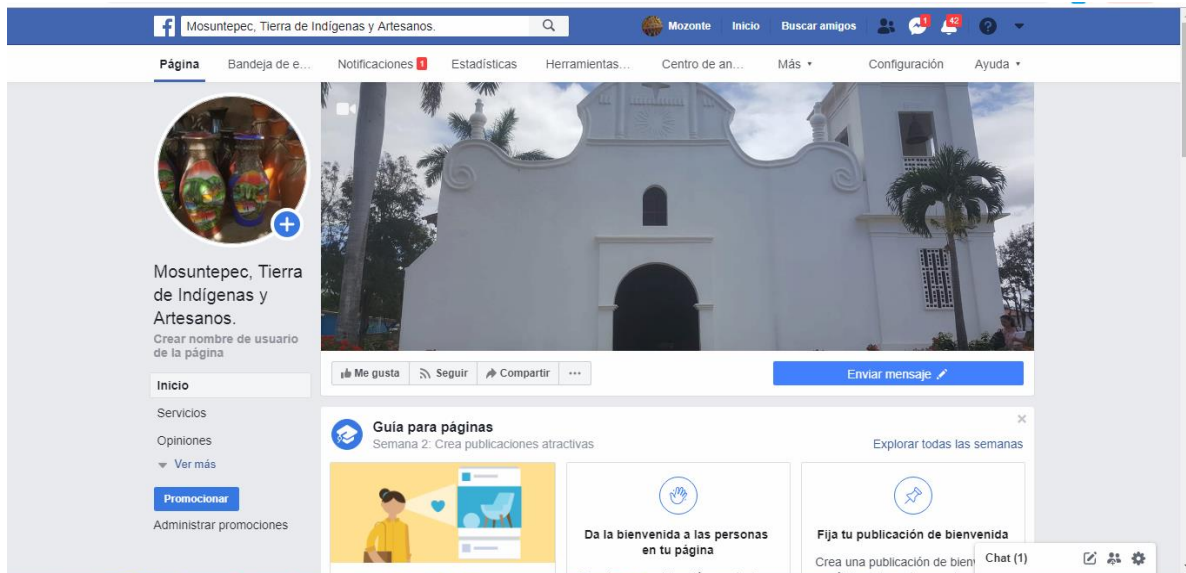 Mosuntepec, Tierra de Indígenas y Artesanos.
Mozonte Inicio Buscar amigos 1 42
Página Bandeja de e... Notificaciones 1 Estadísticas Herramientas... Centro de an... Más Configuración Ayuda
Mosuntepec, Tierra
de Indígenas y
Artesanos.
Crear nombre de usuario
de la página
Inicio
Servicios
Opiniones
Ver más
Promocionar
Administrar promociones
Me gusta Seguir Compartir ...
Enviar mensaje
Guía para páginas
Semana 2: Crea publicaciones atractivas
Explorar todas las semanas
Da la bienvenida a las personas
en tu página
Fija tu publicación de bienvenida
Crea una publicación de bien
Chat (1)